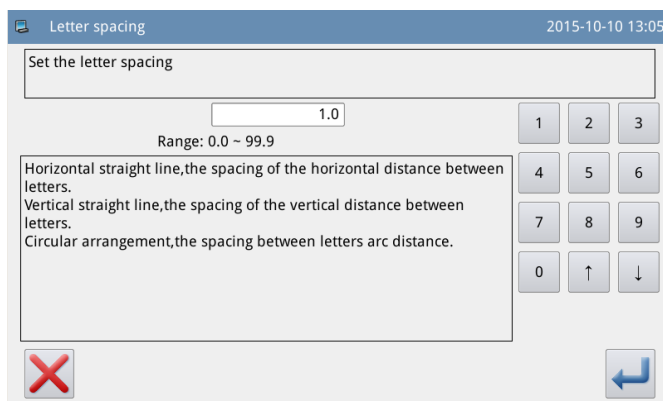 Letter spacing 2015-10-10 13:05
Set the letter spacing
1.0
Range: 0.0 ~ 99.9
Horizontal straight line,the spacing of the horizontal distance between
letters.
Vertical straight line,the spacing of the vertical distance between
letters.
Circular arrangement,the spacing between letters arc distance.
1 2 3
4 5 6
7 8 9
0 ↑ ↓